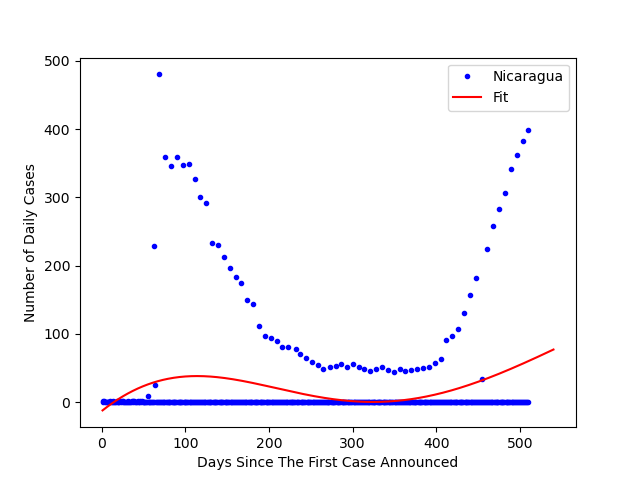 Nicaragua
Fit
500
400
300
200
100
0
Number of Daily Cases
0 100 200 300 400 500
Days Since The First Case Announced